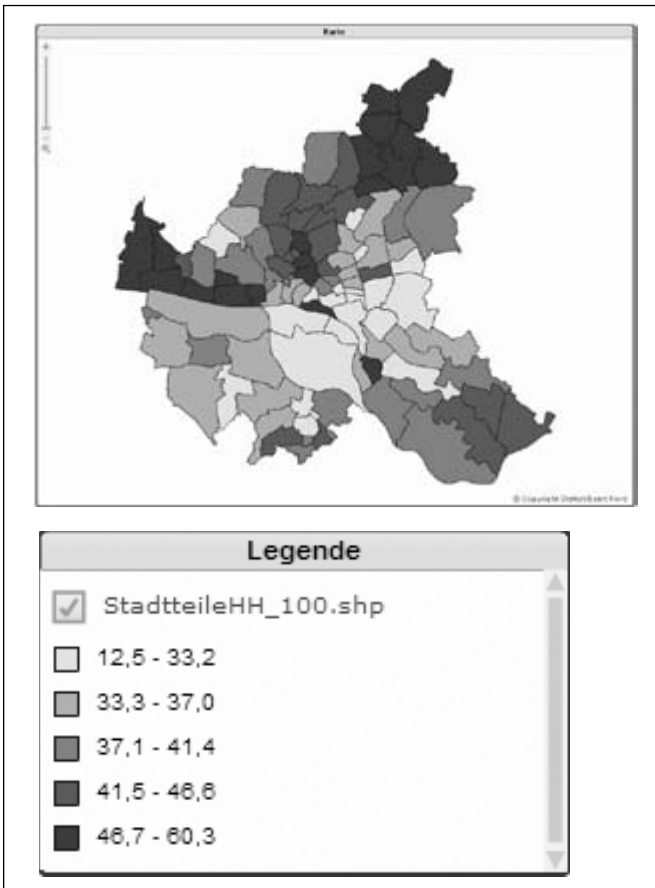 Karte
Legende
StadtteileHH_100.shp
12,5 - 33,2
33,3 - 37,0
37,1 - 41,4
41,5 - 46,6
46,7 - 60,3